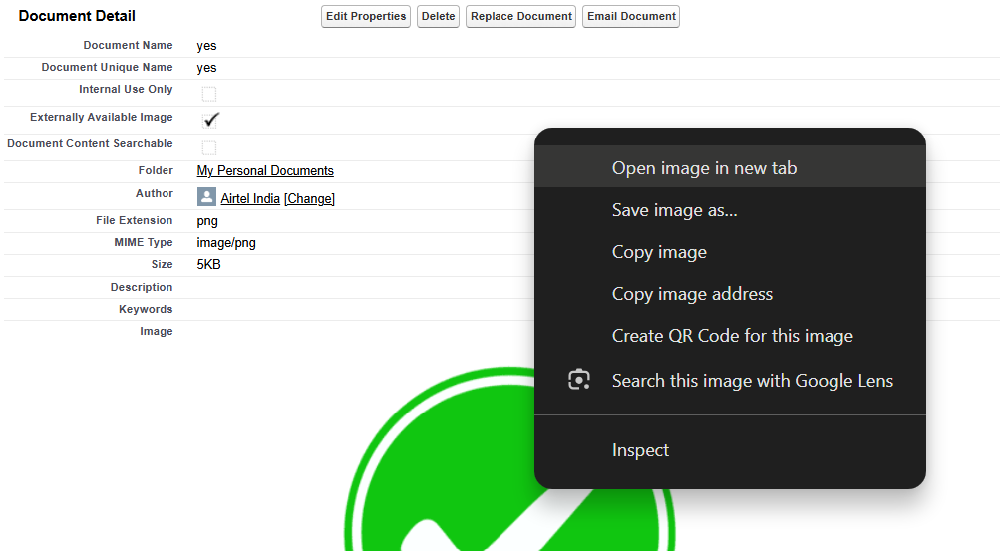 Document Detail
Edit Properties
Delete
Replace Document
Email Document
Document Name yes
Document Unique Name yes
Internal Use Only
Externally Available Image
Document Content Searchable
Folder My Personal Documents
Author Airtel India [Change]
File Extension png
MIME Type image/png
Size 5KB
Description
Keywords
Image
Open image in new tab
Save image as...
Copy image
Copy image address
Create QR Code for this image
Search this image with Google Lens
Inspect